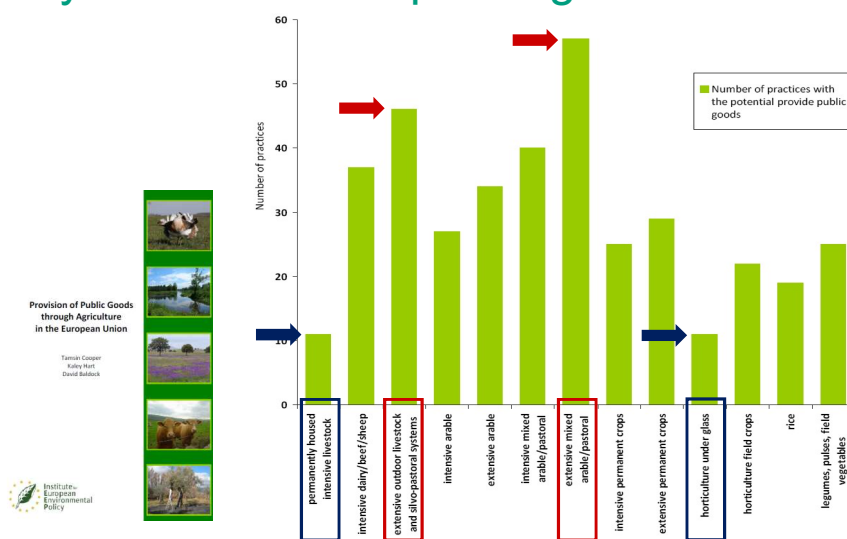 60
50
40
30
20
10
0
Number of practices
Number of practices with
the potential provide public
goods
Provision of Public Goods
through Agriculture
in the European Union
Tamsin Cooper
Kaley Hart
David Baldock
Institute for
European
Environmental
Policy
permanently housed
intensive livestock
intensive dairy/beef/sheep
extensive outdoor livestock
and silvo-pastoral systems
intensive arable
extensive arable
intensive mixed
arable/pastoral
extensive mixed
arable/pastoral
intensive permanent crops
extensive permanent crops
horticulture under glass
horticulture field crops
rice
legumes, pulses, field
vegetables